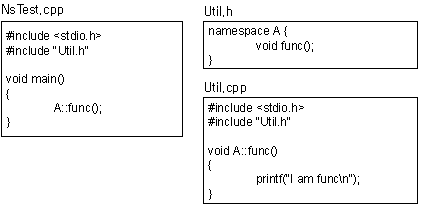 NsTest.cpp
#include <stdio.h>
#include "Util.h"
void main()
{
A::func();
}
Util.h
namespace A {
void func();
}
Util.cpp
#include <stdio.h>
#include "Util.h"
void A::func()
{
printf("I am func\n");
}